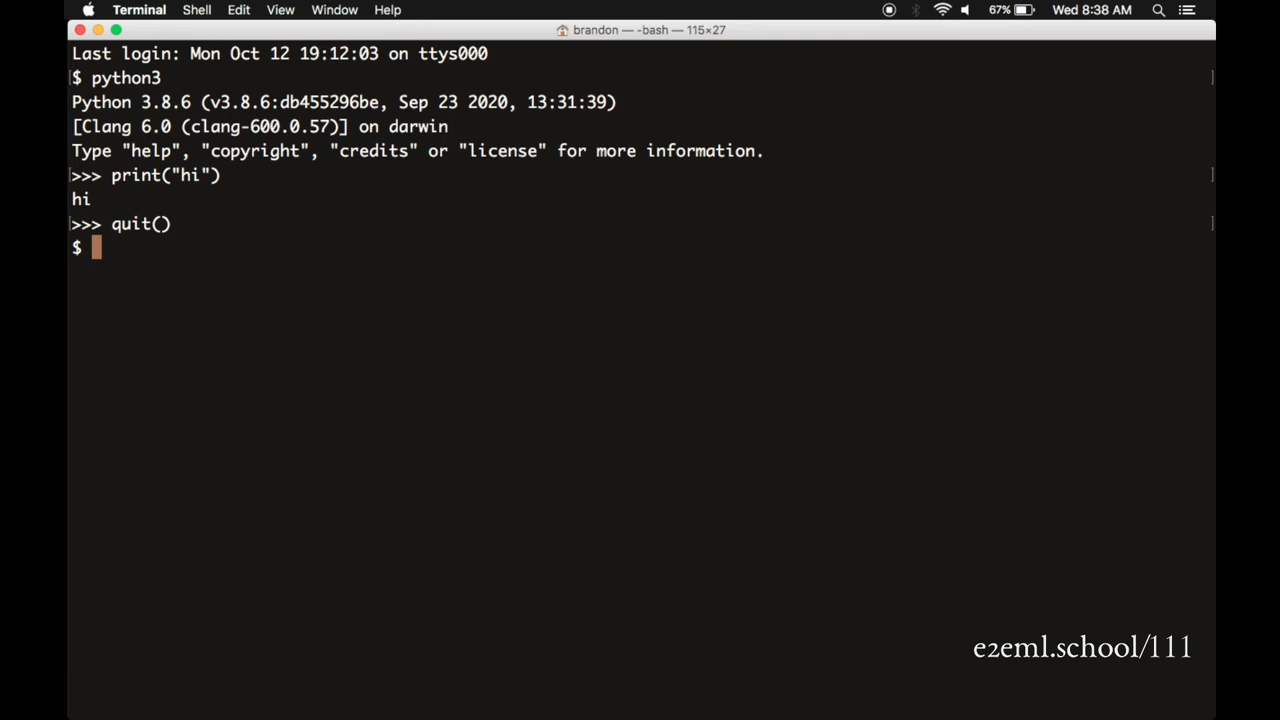 Terminal Shell Edit View Window Help 67% Wed 8:38 AM
brandon — -bash — 115×27
Last login: Mon Oct 12 19:12:03 on ttys000
$ python3
Python 3.8.6 (v3.8.6:db455296be, Sep 23 2020, 13:31:39)
[Clang 6.0 (clang-600.0.57)] on darwin
Type "help", "copyright", "credits" or "license" for more information.
>>> print("hi")
hi
>>> quit()
$
e2eml.school/111